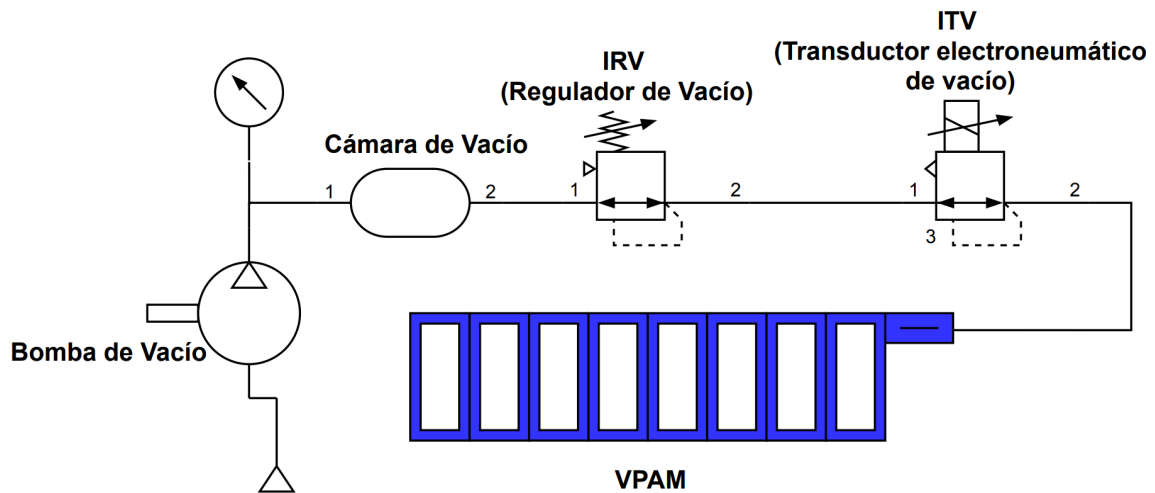 ITV
(Transductor electroneumático
de vacío)
IRV
(Regulador de Vacío)
Cámara de Vacío
1
2
1
2
1
2
3
Bomba de Vacío
VPAM